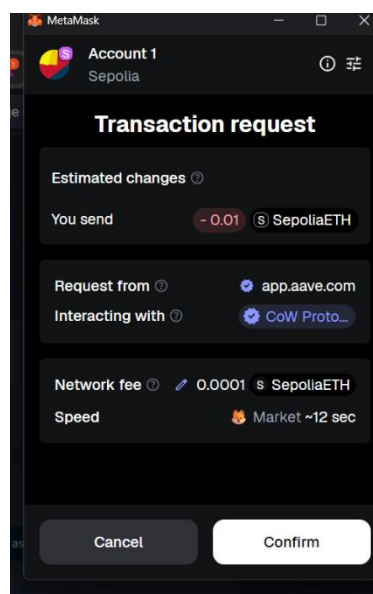 MetaMask
S
Account 1
Sepolia
Transaction request
Estimated changes
You send - 0.01 S SepoliaETH
Request from app.aave.com
Interacting with CoW Proto...
Network fee 0.0001 S SepoliaETH
Speed Market ~12 sec
Cancel Confirm